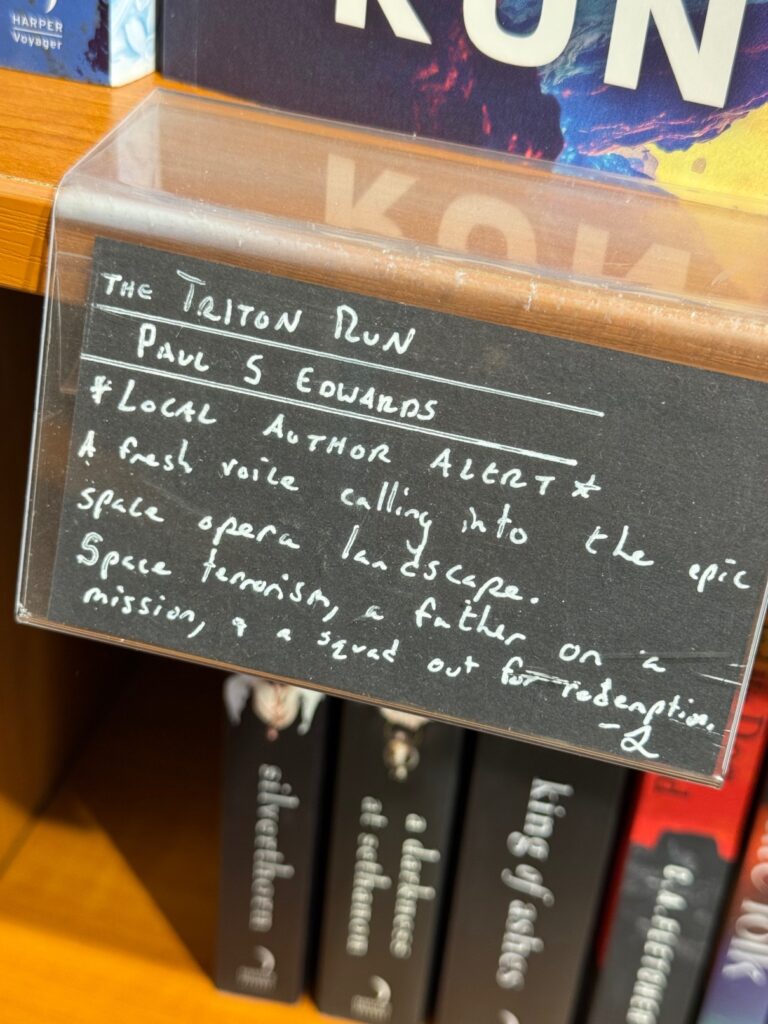 HARPER
Voyager
RUN
THE TRITON RUN
PAUL S EDWARDS
*LOCAL AUTHOR ALERT*
A fresh voice calling into the epic
space opera landscape.
Space terrorism, a father on a
mission, & a squad out for redemption.
silverthorn
a darkness
at sethanon
king of ashes